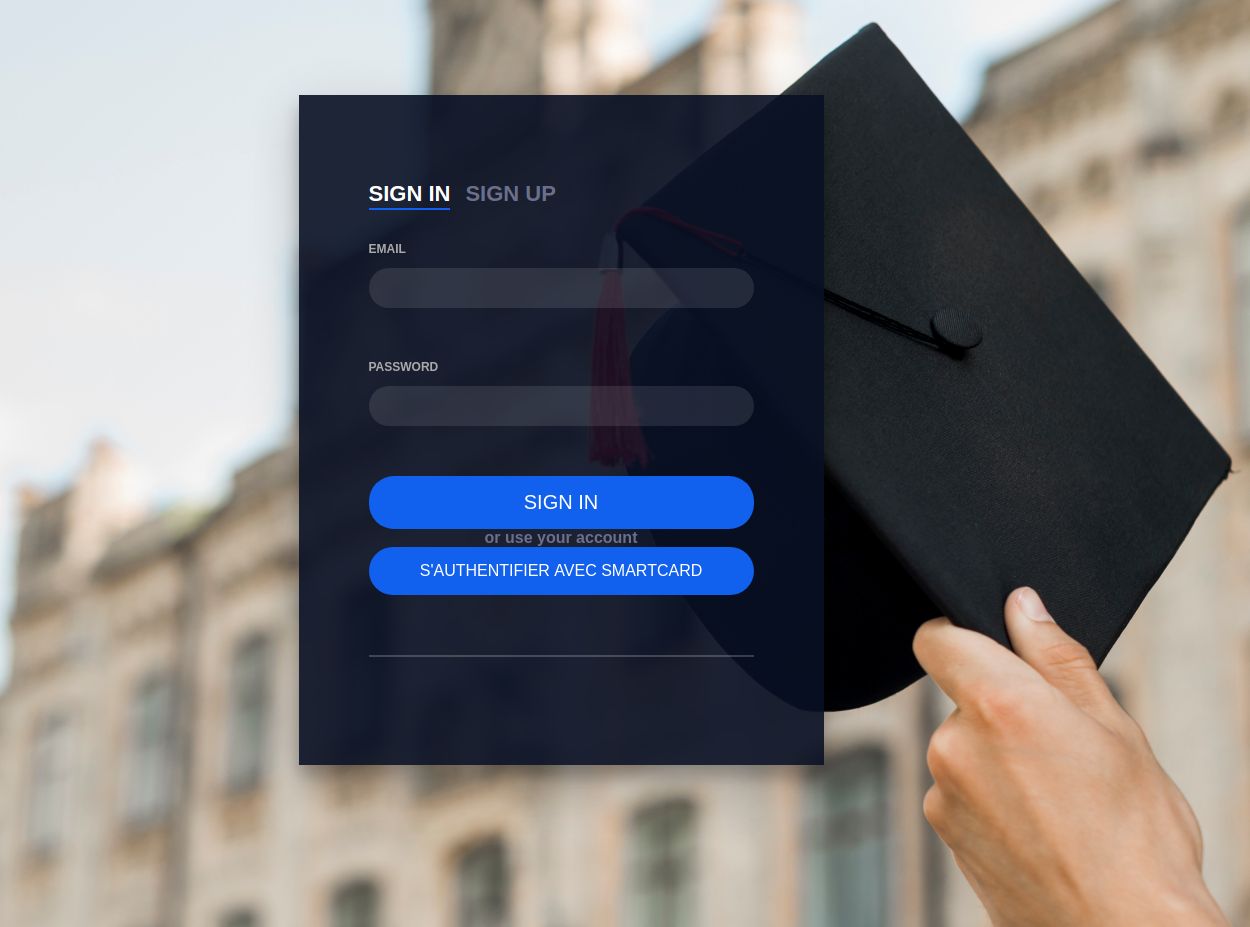 SIGN IN SIGN UP
EMAIL
PASSWORD
SIGN IN
or use your account
S'AUTHENTIFIER AVEC SMARTCARD